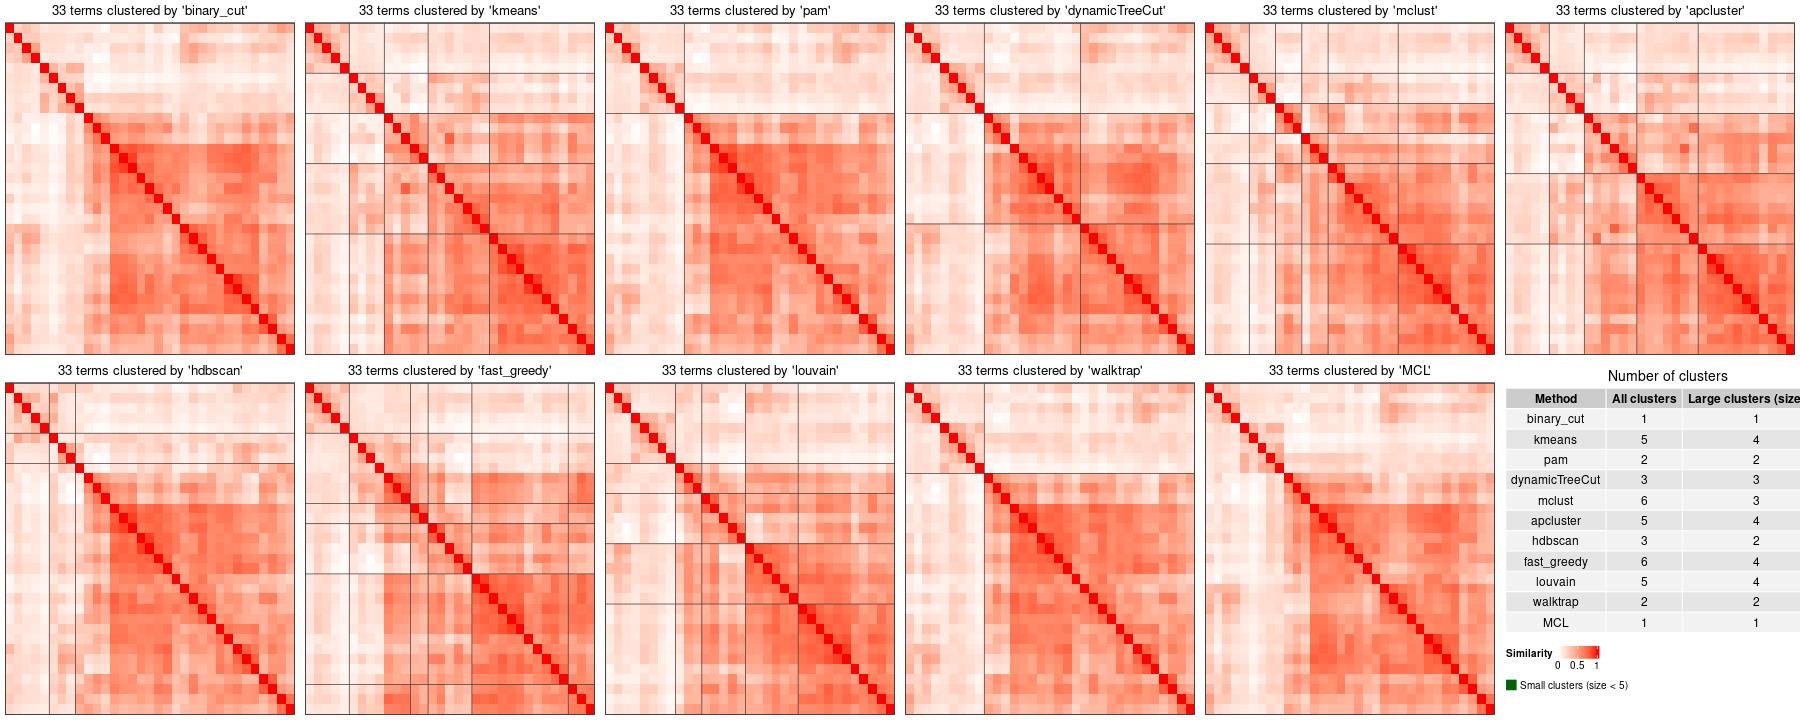 33 terms clustered by 'binary_cut'
33 terms clustered by 'kmeans'
33 terms clustered by 'pam'
33 terms clustered by 'dynamicTreeCut'
33 terms clustered by 'mclust'
33 terms clustered by 'apcluster'
33 terms clustered by 'hdbscan'
33 terms clustered by 'fast_greedy'
33 terms clustered by 'louvain'
33 terms clustered by 'walktrap'
33 terms clustered by 'MCL'
Number of clusters
Method All clusters Large clusters (size
binary_cut 1 1
kmeans 5 4
pam 2 2
dynamicTreeCut 3 3
mclust 6 3
apcluster 5 4
hdbscan 3 2
fast_greedy 6 4
louvain 5 4
walktrap 2 2
MCL 1 1
Similarity
0 0.5 1
Small clusters (size < 5)